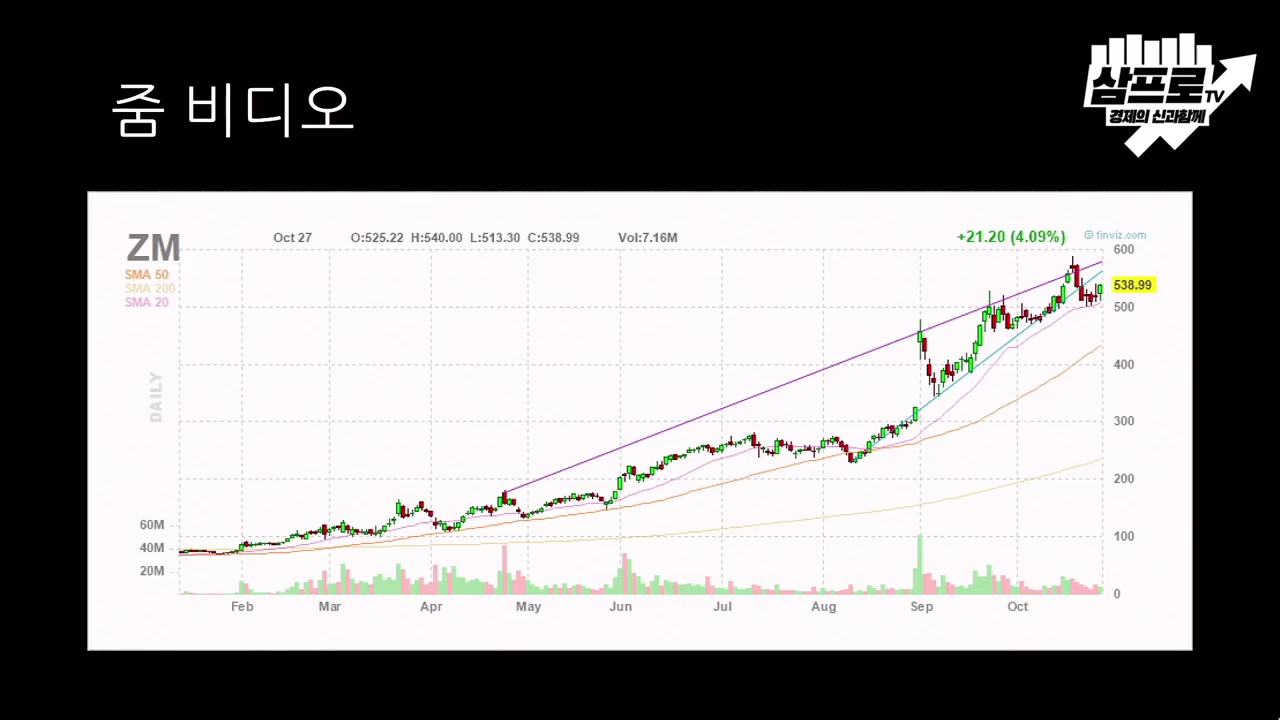 삼프로TV
경제의 신과함께
줌 비디오
ZM
Oct 27 O:525.22 H:540.00 L:513.30 C:538.99 Vol:7.16M +21.20 (4.09%) © finviz.com
SMA 50
SMA 200
SMA 20
DAILY
600
538.99
500
400
300
200
100
0
60M
40M
20M
Feb Mar Apr May Jun Jul Aug Sep Oct